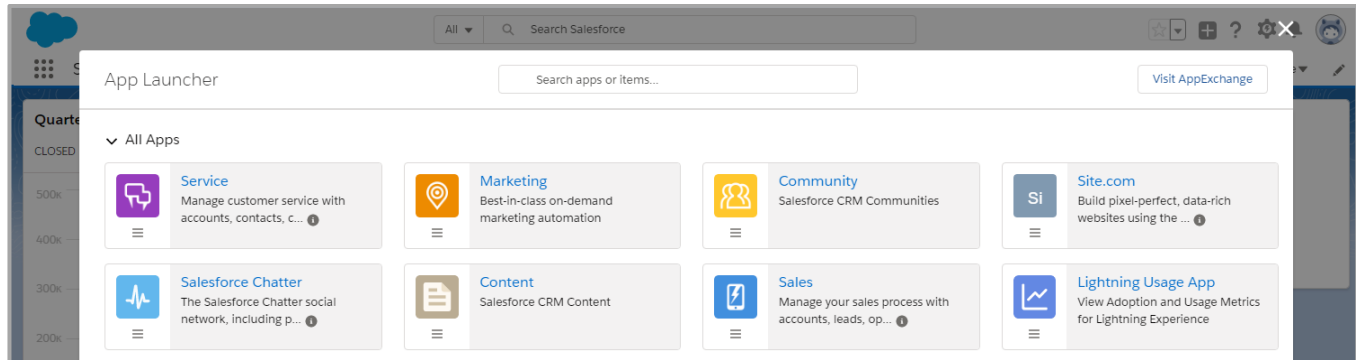 All
Search Salesforce
App Launcher
Search apps or items...
Visit AppExchange
Quarte
CLOSED
500K
400K
300K
200K
All Apps
Service
Manage customer service with
accounts, contacts, c...
Marketing
Best-in-class on-demand
marketing automation
Community
Salesforce CRM Communities
Si
Site.com
Build pixel-perfect, data-rich
websites using the ...
Salesforce Chatter
The Salesforce Chatter social
network, including p...
Content
Salesforce CRM Content
Sales
Manage your sales process with
accounts, leads, op...
Lightning Usage App
View Adoption and Usage Metrics
for Lightning Experience